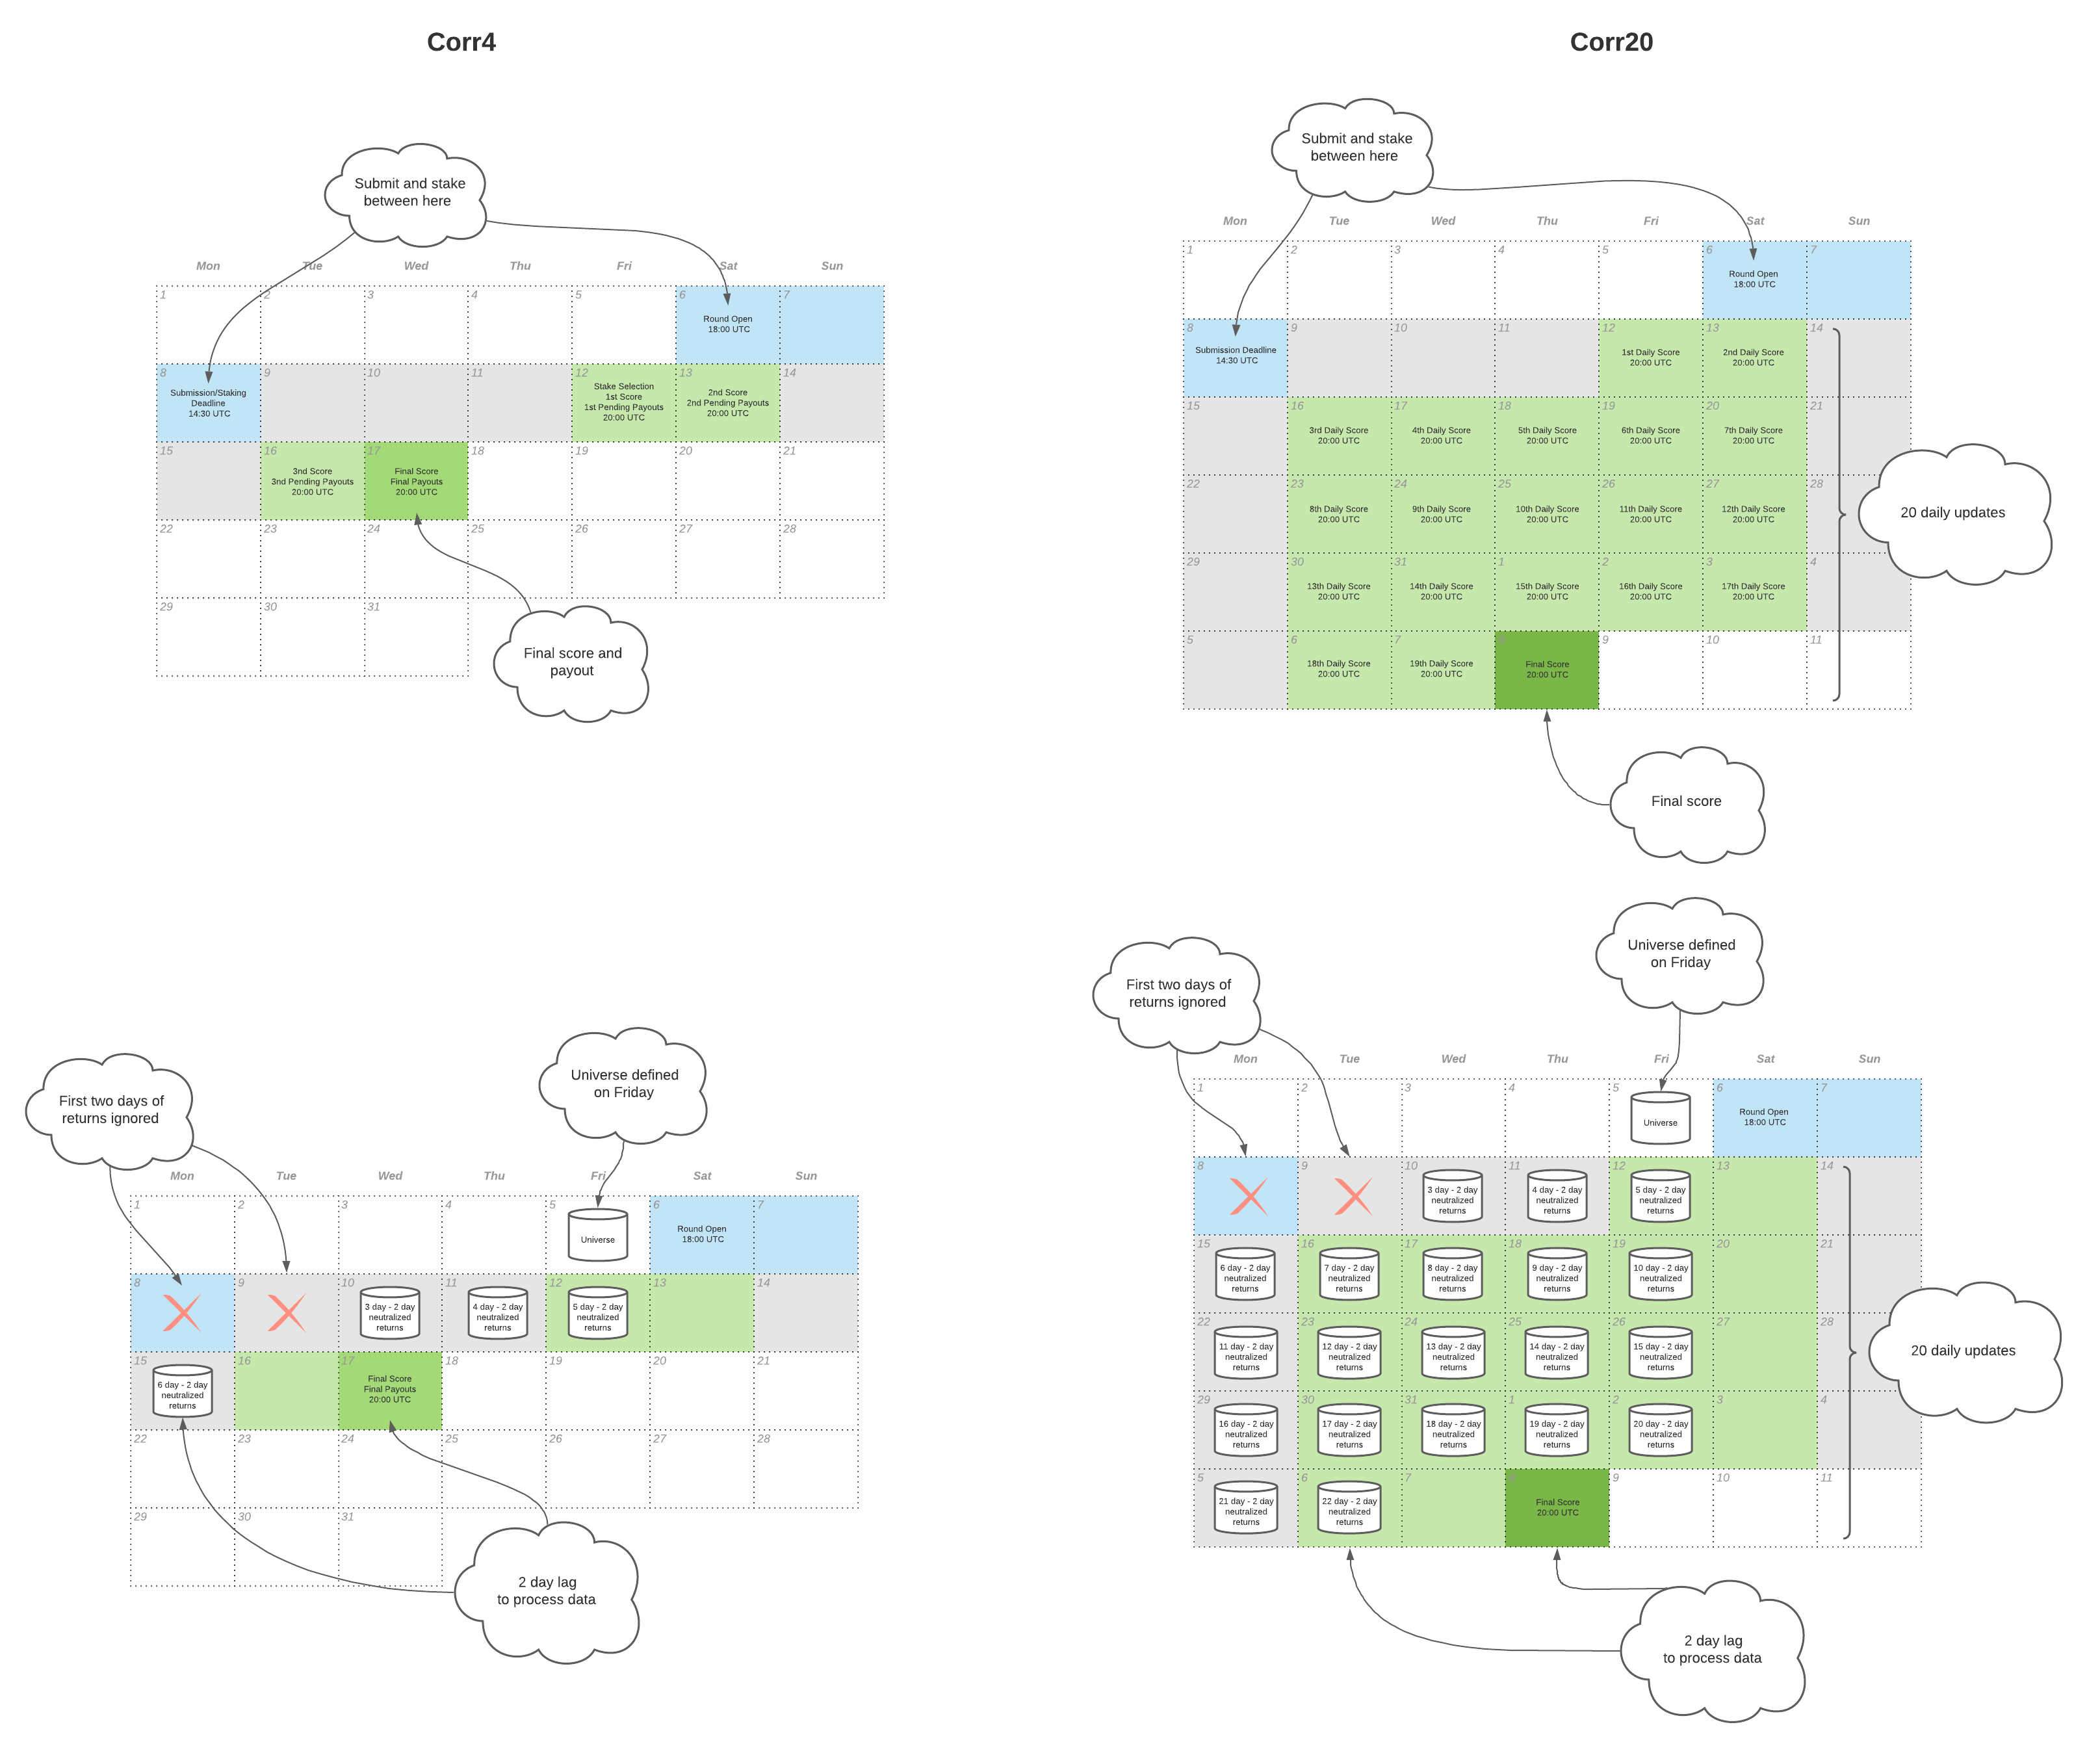 Corr4
Submit and stake
between here
Mon Tue Wed Thu Fri Sat Sun
1 2 3 4 5 6 7
Round Open
18:00 UTC
8 9 10 11 12 13 14
Submission/Staking
Deadline
14:30 UTC
Stake Selection
1st Score
1st Pending Payouts
20:00 UTC
2nd Score
2nd Pending Payouts
20:00 UTC
15 16 17 18 19 20 21
3nd Score
3nd Pending Payouts
20:00 UTC
Final Score
Final Payouts
20:00 UTC
22 23 24 25 26 27 28
29 30 31
Final score and
payout
Corr20
Submit and stake
between here
Mon Tue Wed Thu Fri Sat Sun
1 2 3 4 5 6 7
Round Open
18:00 UTC
8 9 10 11 12 13 14
Submission Deadline
14:30 UTC
1st Daily Score
20:00 UTC
2nd Daily Score
20:00 UTC
15 16 17 18 19 20 21
3rd Daily Score
20:00 UTC
4th Daily Score
20:00 UTC
5th Daily Score
20:00 UTC
6th Daily Score
20:00 UTC
7th Daily Score
20:00 UTC
22 23 24 25 26 27 28
8th Daily Score
20:00 UTC
9th Daily Score
20:00 UTC
10th Daily Score
20:00 UTC
11th Daily Score
20:00 UTC
12th Daily Score
20:00 UTC
20 daily updates
29 30 31 1 2 3 4
13th Daily Score
20:00 UTC
14th Daily Score
20:00 UTC
15th Daily Score
20:00 UTC
16th Daily Score
20:00 UTC
17th Daily Score
20:00 UTC
5 6 7 8 9 10 11
18th Daily Score
20:00 UTC
19th Daily Score
20:00 UTC
Final Score
20:00 UTC
Final score
First two days of
returns ignored
Universe defined
on Friday
Mon Tue Wed Thu Fri Sat Sun
1 2 3 4 5 6 7
Universe
Round Open
18:00 UTC
8 9 10 11 12 13 14
3 day - 2 day
neutralized
returns
4 day - 2 day
neutralized
returns
5 day - 2 day
neutralized
returns
15 16 17 18 19 20 21
6 day - 2 day
neutralized
returns
Final Score
Final Payouts
20:00 UTC
22 23 24 25 26 27 28
29 30 31
2 day lag
to process data
First two days of
returns ignored
Universe defined
on Friday
Mon Tue Wed Thu Fri Sat Sun
1 2 3 4 5 6 7
Universe
Round Open
18:00 UTC
8 9 10 11 12 13 14
3 day - 2 day
neutralized
returns
4 day - 2 day
neutralized
returns
5 day - 2 day
neutralized
returns
15 16 17 18 19 20 21
6 day - 2 day
neutralized
returns
7 day - 2 day
neutralized
returns
8 day - 2 day
neutralized
returns
9 day - 2 day
neutralized
returns
10 day - 2 day
neutralized
returns
22 23 24 25 26 27 28
11 day - 2 day
neutralized
returns
12 day - 2 day
neutralized
returns
13 day - 2 day
neutralized
returns
14 day - 2 day
neutralized
returns
15 day - 2 day
neutralized
returns
20 daily updates
29 30 31 1 2 3 4
16 day - 2 day
neutralized
returns
17 day - 2 day
neutralized
returns
18 day - 2 day
neutralized
returns
19 day - 2 day
neutralized
returns
20 day - 2 day
neutralized
returns
5 6 7 8 9 10 11
21 day - 2 day
neutralized
returns
22 day - 2 day
neutralized
returns
Final Score
20:00 UTC
2 day lag
to process data